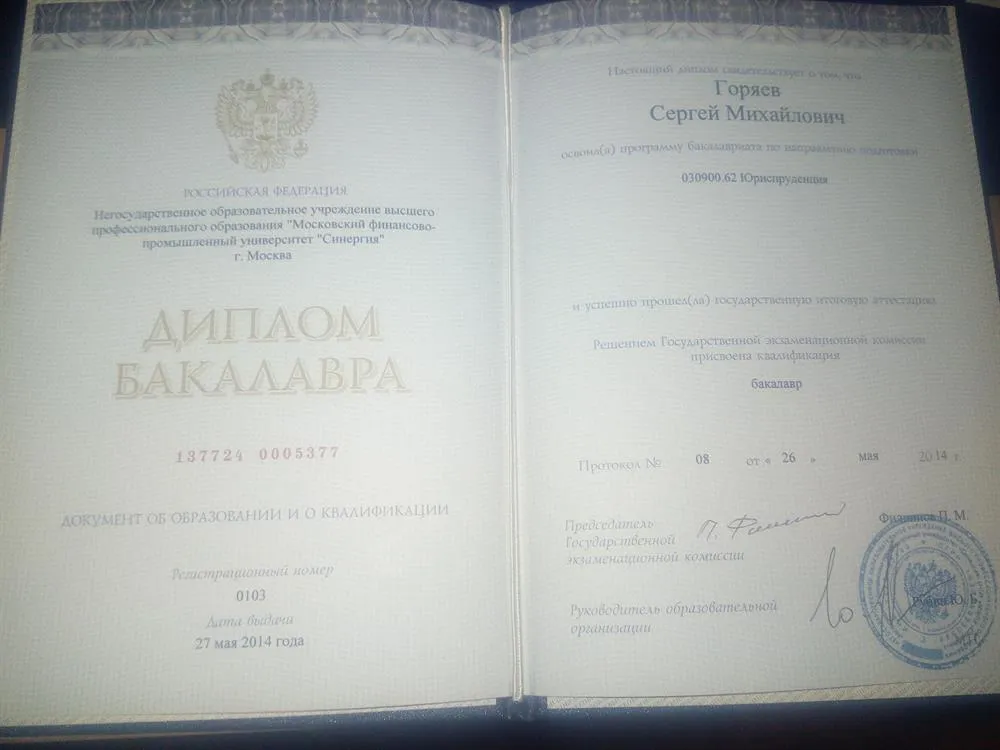 РОССИЙСКАЯ ФЕДЕРАЦИЯ
Негосударственное образовательное учреждение высшего
профессионального образования "Московский финансово-
промышленный университет "Синергия"
г. Москва
ДИПЛОМ
БАКАЛАВРА
137724 0005377
ДОКУМЕНТ ОБ ОБРАЗОВАНИИ И О КВАЛИФИКАЦИИ
Регистрационный номер
0103
Дата выдачи
27 мая 2014 года
Настоящий диплом свидетельствует о том, что
Горяев
Сергей Михайлович
освоил(а) программу бакалавриата по направлению подготовки
030900.62 Юриспруденция
и успешно прошел(ла) государственную итоговую аттестацию
Решением Государственной экзаменационной комиссии
присвоена квалификация
бакалавр
Протокол № 08 от « 26 » мая 2014 г.
Председатель
Государственной
экзаменационной комиссии
П. М.
Руководитель образовательной
организации
Рубин Ю. Б.
М.П.